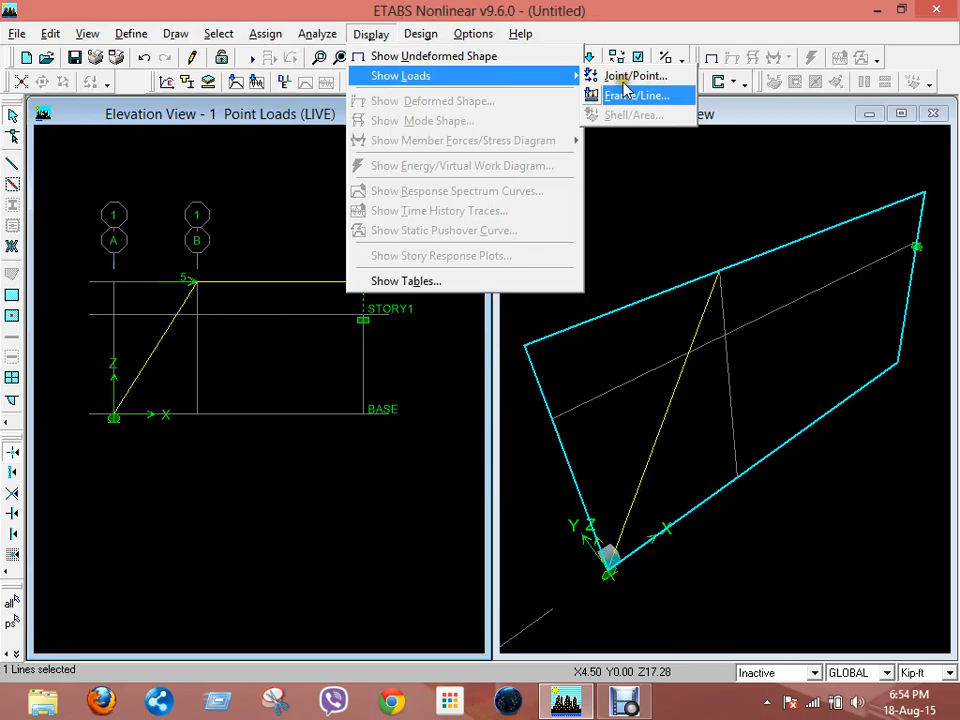 ETABS Nonlinear v9.6.0 - (Untitled)
File Edit View Define Draw Select Assign Analyze Display Design Options Help
Show Undeformed Shape
Show Loads
Show Deformed Shape...
Show Mode Shape...
Show Member Forces/Stress Diagram
Show Energy/Virtual Work Diagram...
Show Response Spectrum Curves...
Show Time History Traces...
Show Static Pushover Curve...
Show Story Response Plots...
Show Tables...
Joint/Point...
Frame/Line...
Shell/Area...
Elevation View - 1 Point Loads (LIVE)
1 1
A B
5
STORY1
Z
X
BASE
Y Z
X
all
ps
1 Lines selected
X4.50 Y0.00 Z17.28
Inactive
GLOBAL
Kip-ft
6:54 PM
18-Aug-15